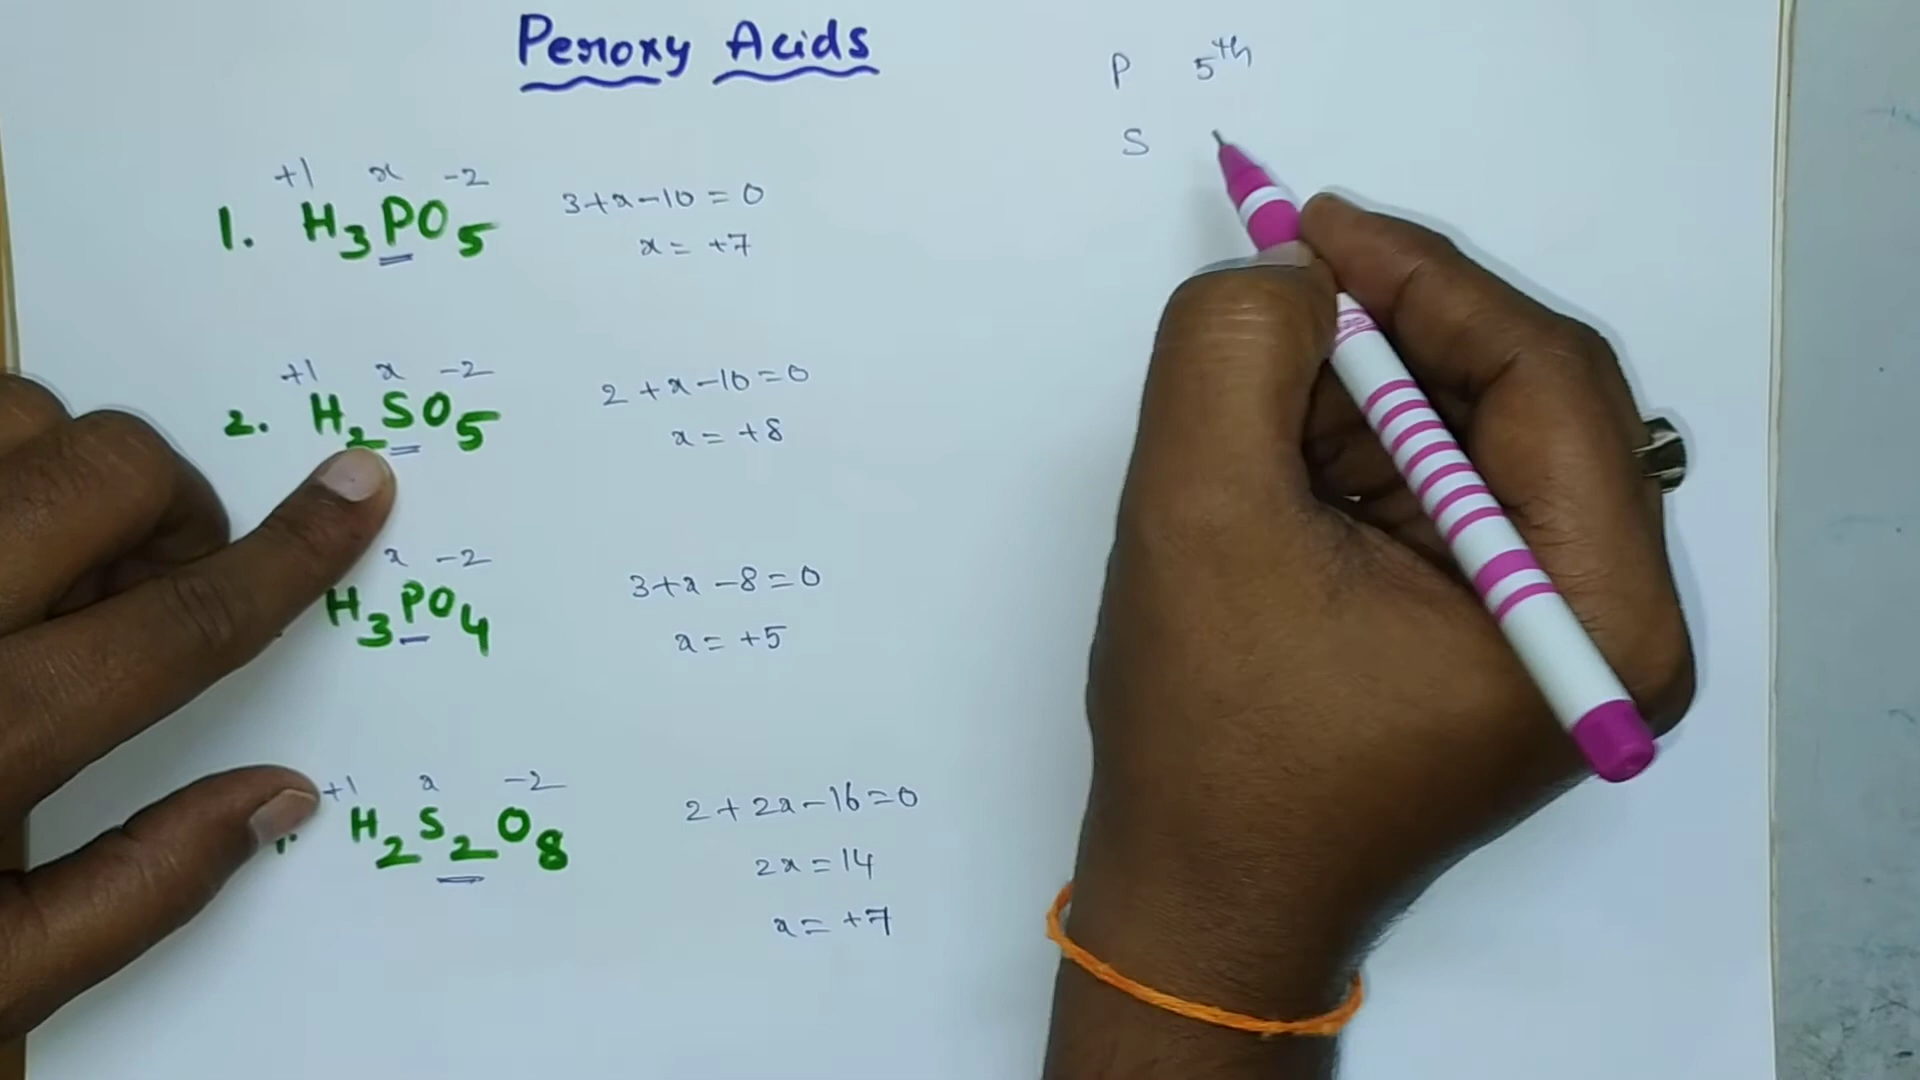 Peroxy Acids
P 5th
S
+1 x -2
1. H3PO5
3+x-10=0
x= +7
+1 x -2
2. H2SO5
2+x-10=0
x= +8
x -2
H3PO4
3+x-8=0
x= +5
+1 x -2
H2S2O8
2+2x-16=0
2x=14
x= +7